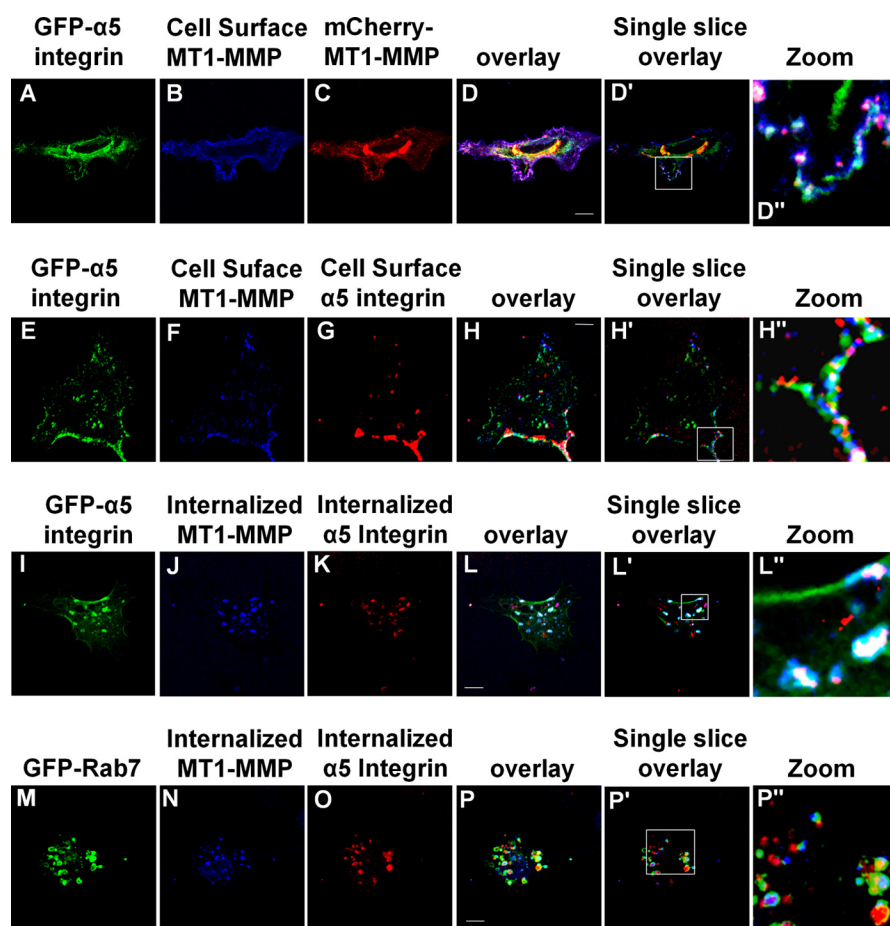 GFP-α5 integrin
Cell Surface MT1-MMP
mCherry- MT1-MMP
overlay
Single slice overlay
Zoom
A B C D D' D"
GFP-α5 integrin
Cell Suface MT1-MMP
Cell Surface α5 integrin
overlay
Single slice overlay
Zoom
E F G H H' H"
GFP-α5 integrin
Internalized MT1-MMP
Internalized α5 Integrin
overlay
Single slice overlay
Zoom
I J K L L' L"
GFP-Rab7
Internalized MT1-MMP
Internalized α5 Integrin
overlay
Single slice overlay
Zoom
M N O P P' P"